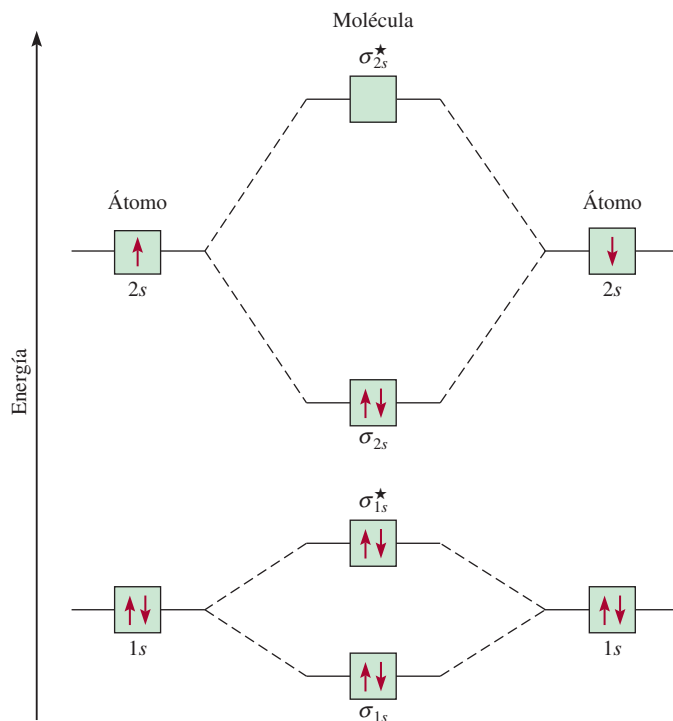 Molécula
σ★2s
Átomo
Átomo
2s
2s
Energía
σ2s
σ★1s
1s
1s
σ1s